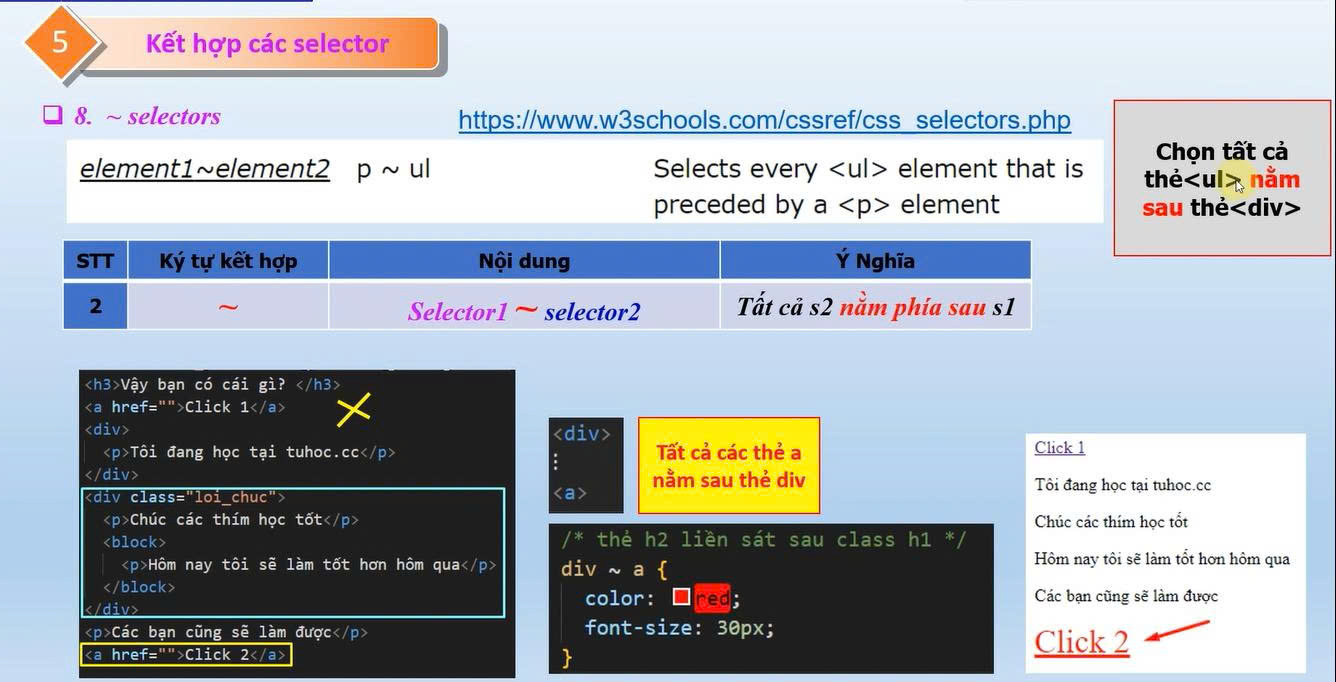 5
Kết hợp các selector
8. ~ selectors
https://www.w3schools.com/cssref/css_selectors.php
element1~element2 p ~ ul Selects every <ul> element that is
preceded by a <p> element
Chọn tất cả
thẻ<ul> nằm
sau thẻ<div>
STT Ký tự kết hợp Nội dung Ý Nghĩa
2 ~ Selector1 ~ selector2 Tất cả s2 nằm phía sau s1
<h3>Vậy bạn có cái gì? </h3>
<a href="">Click 1</a>
<div>
<p>Tôi đang học tại tuhoc.cc</p>
</div>
<div class="loi_chuc">
<p>Chúc các thím học tốt</p>
<block>
<p>Hôm nay tôi sẽ làm tốt hơn hôm qua</p>
</block>
</div>
<p>Các bạn cũng sẽ làm được</p>
<a href="">Click 2</a>
<div>
⋮
<a>
Tất cả các thẻ a
nằm sau thẻ div
/* thẻ h2 liền sát sau class h1 */
div ~ a {
color: red;
font-size: 30px;
}
Click 1
Tôi đang học tại tuhoc.cc
Chúc các thím học tốt
Hôm nay tôi sẽ làm tốt hơn hôm qua
Các bạn cũng sẽ làm được
Click 2